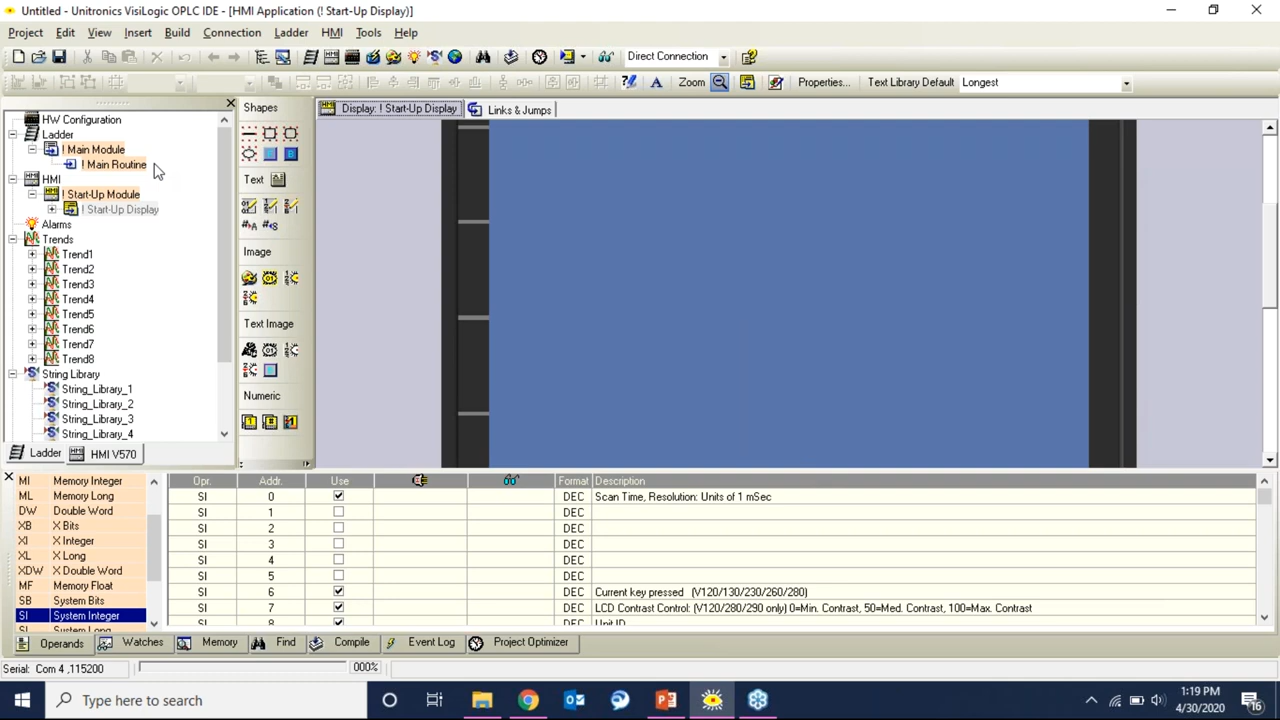 Untitled - Unitronics VisiLogic OPLC IDE - [HMI Application (! Start-Up Display)]
Project Edit View Insert Build Connection Ladder HMI Tools Help
Direct Connection
Zoom Properties... Text Library Default Longest
HW Configuration
Ladder
! Main Module
! Main Routine
HMI
! Start-Up Module
! Start-Up Display
Alarms
Trends
Trend1
Trend2
Trend3
Trend4
Trend5
Trend6
Trend7
Trend8
String Library
String_Library_1
String_Library_2
String_Library_3
String_Library_4
Ladder HMI V570
Shapes
Text
Image
Text Image
Numeric
Display: ! Start-Up Display Links & Jumps
MI Memory Integer
ML Memory Long
DW Double Word
XB X Bits
XI X Integer
XL X Long
XDW X Double Word
MF Memory Float
SB System Bits
SI System Integer
Opr. Addr. Use Format Description
SI 0 DEC Scan Time, Resolution: Units of 1 mSec
SI 1 DEC
SI 2 DEC
SI 3 DEC
SI 4 DEC
SI 5 DEC
SI 6 DEC Current key pressed (V120/130/230/260/280)
SI 7 DEC LCD Contrast Control: (V120/280/290 only) 0=Min. Contrast, 50=Med. Contrast, 100=Max. Contrast
SI 8 DEC Unit ID
Operands Watches Memory Find Compile Event Log Project Optimizer
Serial: Com 4 ,115200 000%
Type here to search
1:19 PM
4/30/2020
16